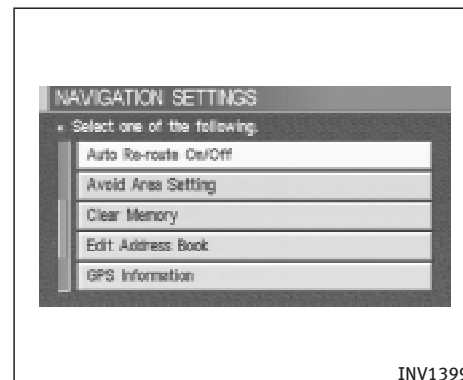 NAVIGATION SETTINGS
Select one of the following.
Auto Re-route On/Off
Avoid Area Setting
Clear Memory
Edit Address Book
GPS Information
INV1399